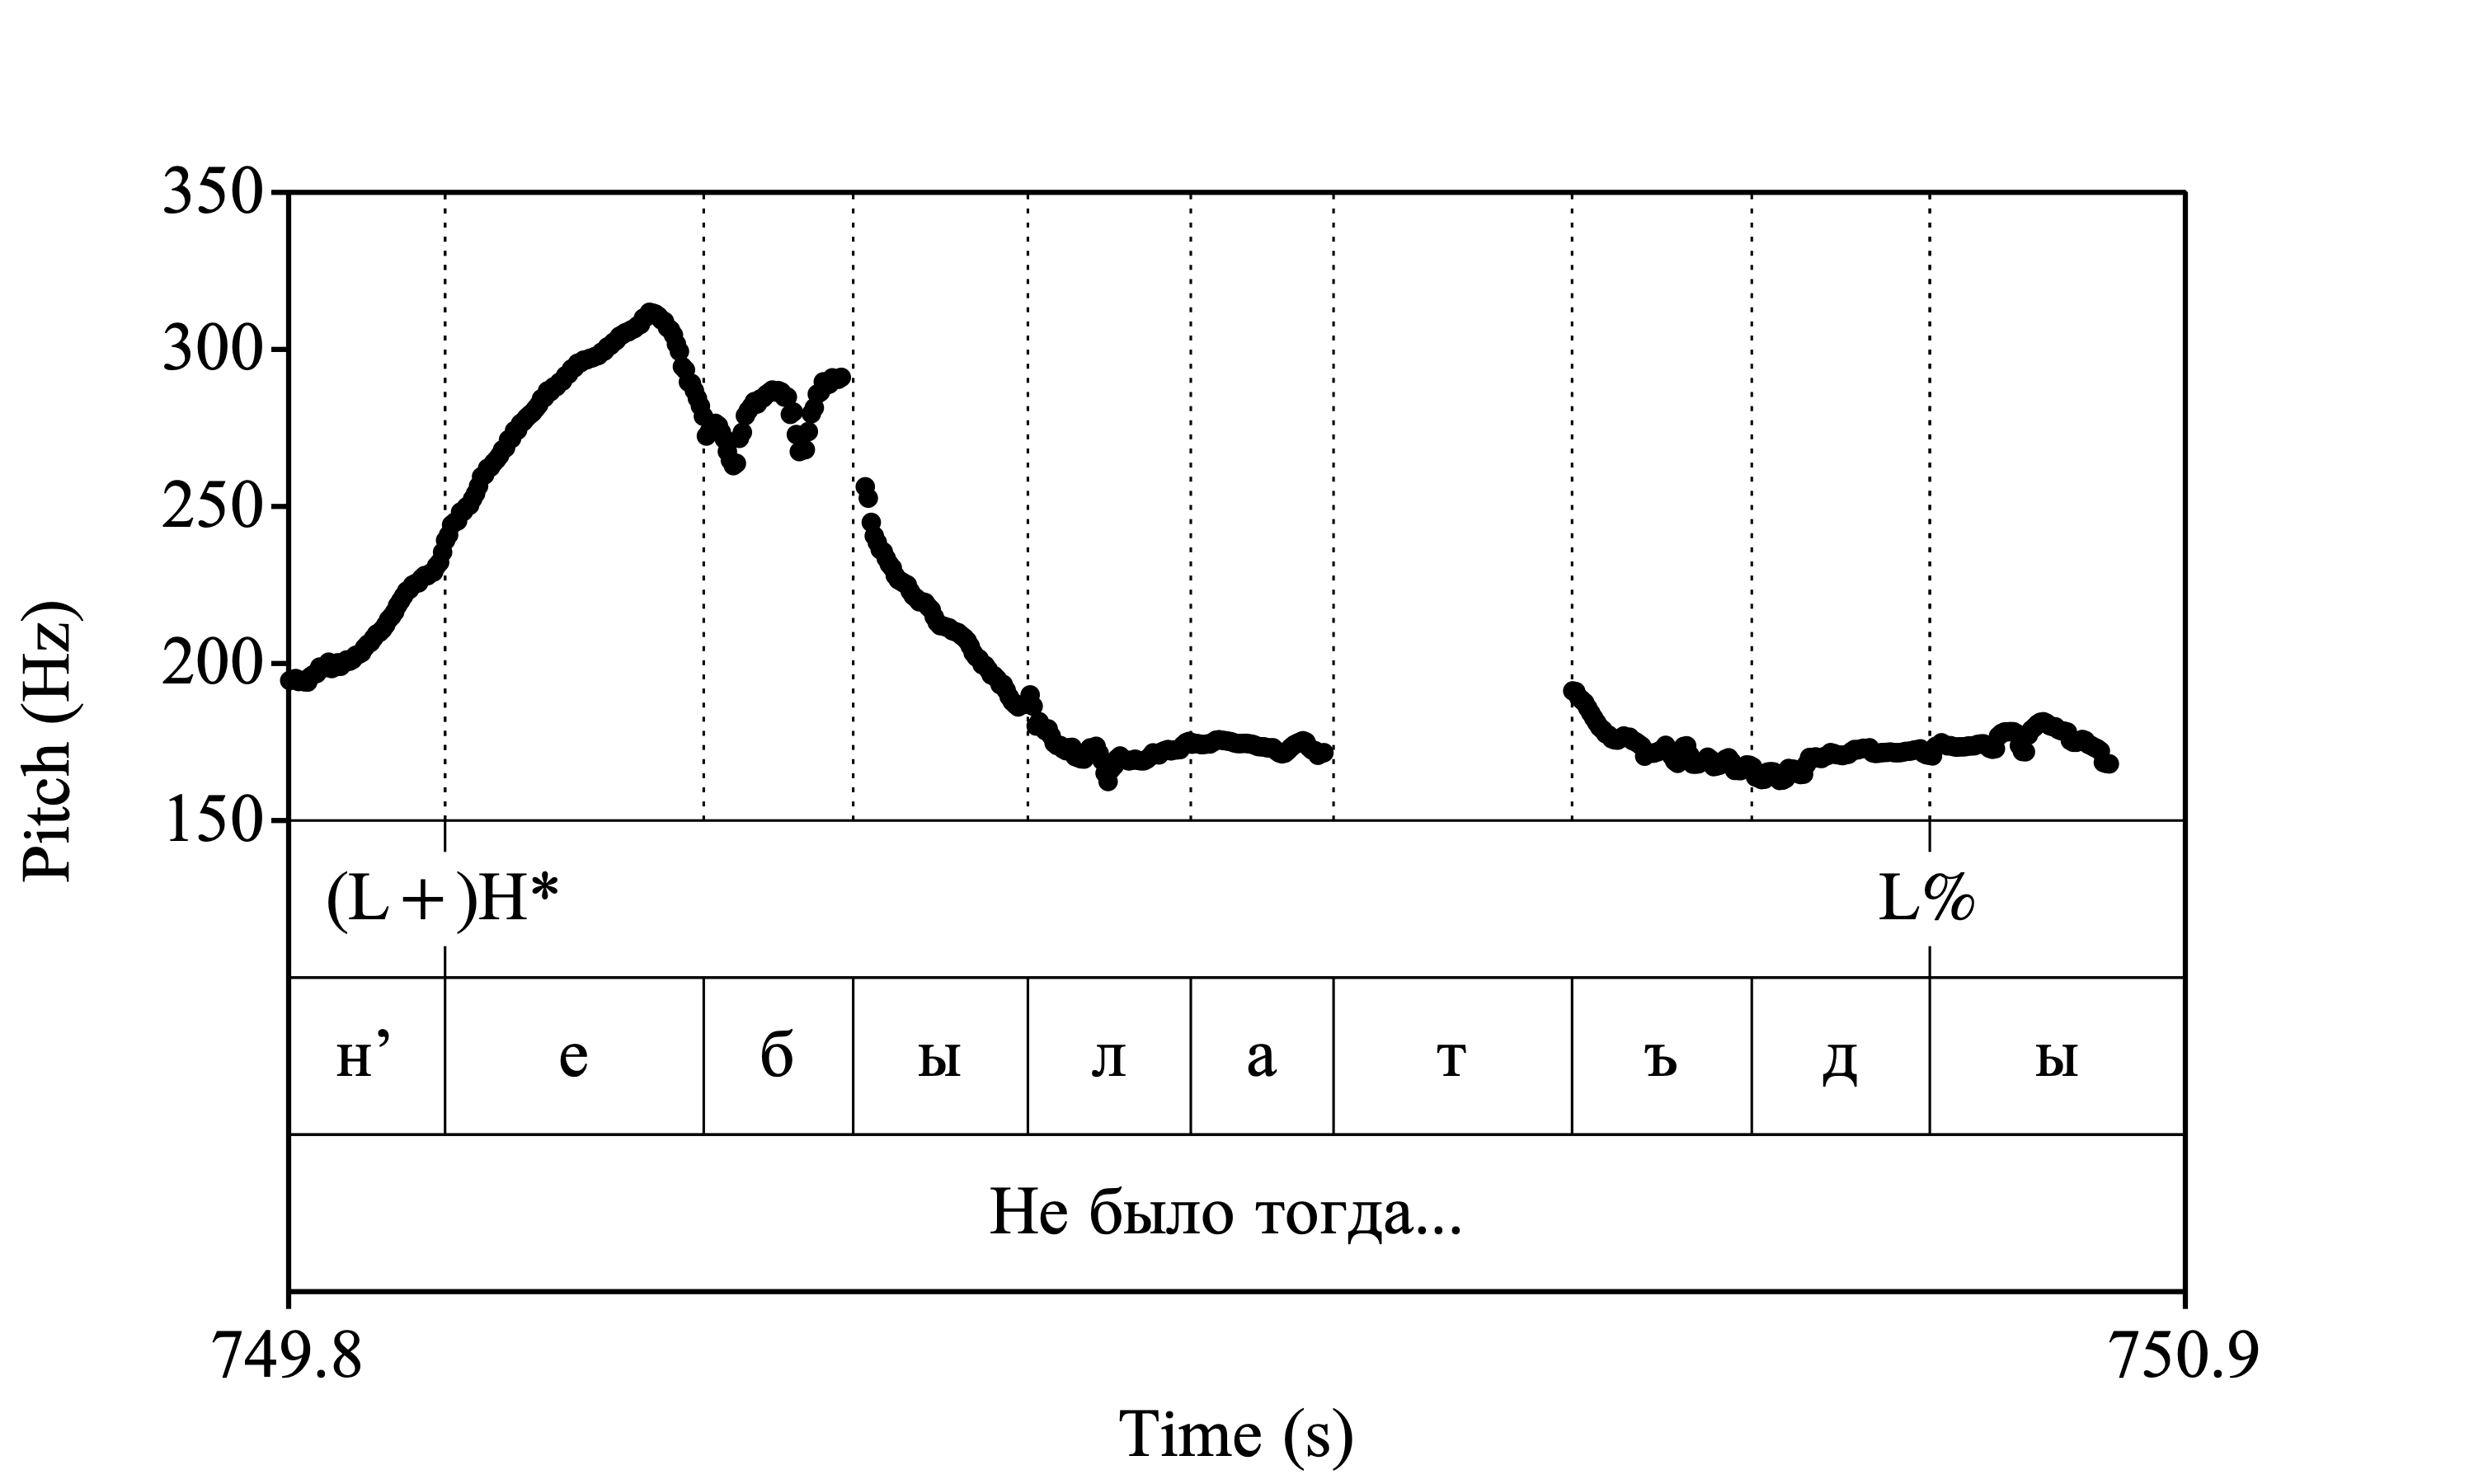 350
300
250
200
150
Pitch (Hz)
(L+)H* L%
н’ е б ы л а т ъ д ы
Не было тогда...
749.8 750.9
Time (s)